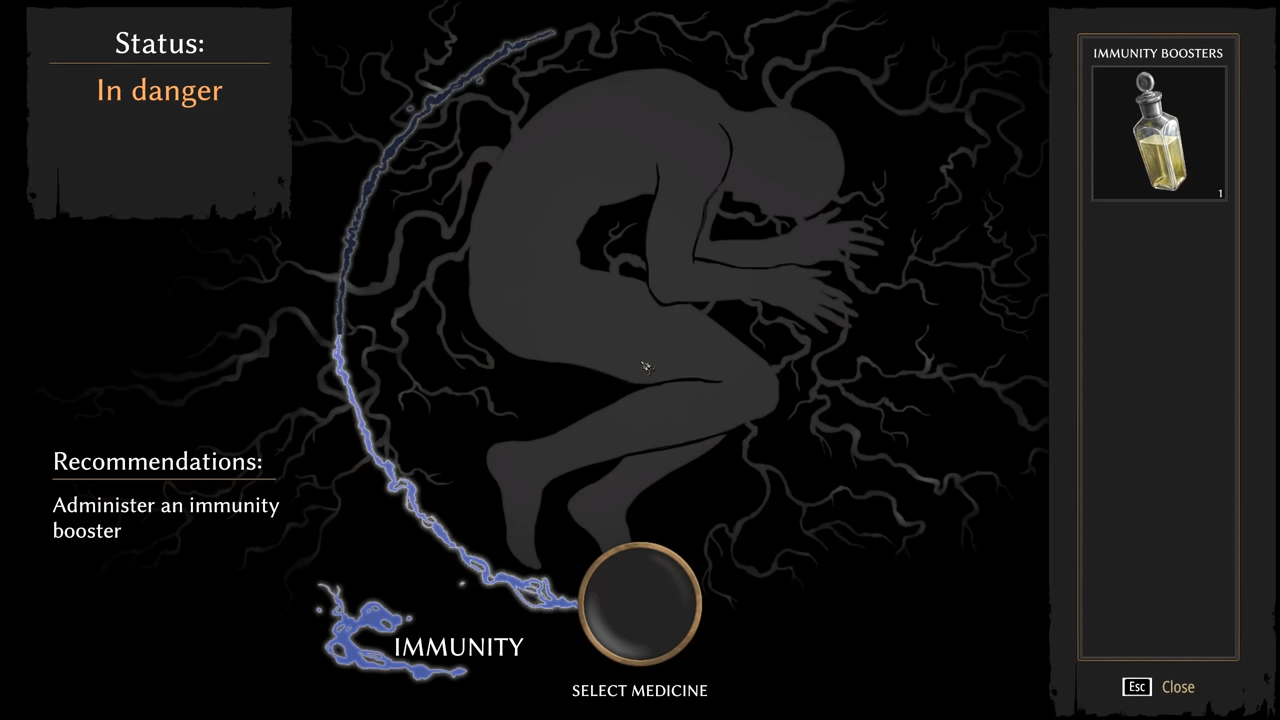 Status:
In danger
Recommendations:
Administer an immunity
booster
IMMUNITY
SELECT MEDICINE
IMMUNITY BOOSTERS
1
Esc Close